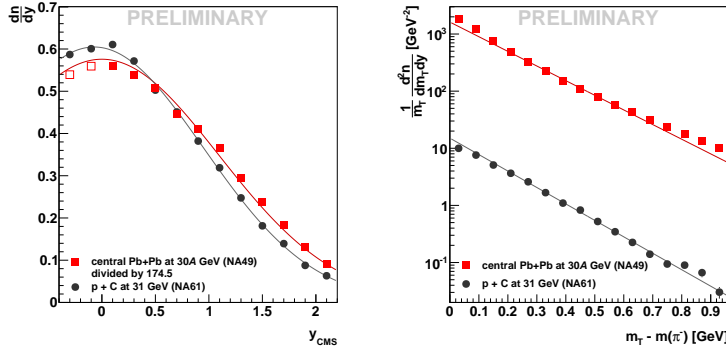 PRELIMINARY
dn
dy
0.7
0.6
0.5
0.4
0.3
0.2
0.1
0
central Pb+Pb at 30A GeV (NA49)
divided by 174.5
p + C at 31 GeV (NA61)
0 0.5 1 1.5 2
y_CMS
PRELIMINARY
1/m_T d²n/dm_Tdy [GeV⁻²]
10³
10²
10
1
10⁻¹
central Pb+Pb at 30A GeV (NA49)
p + C at 31 GeV (NA61)
0 0.1 0.2 0.3 0.4 0.5 0.6 0.7 0.8 0.9
m_T - m(π⁻) [GeV]